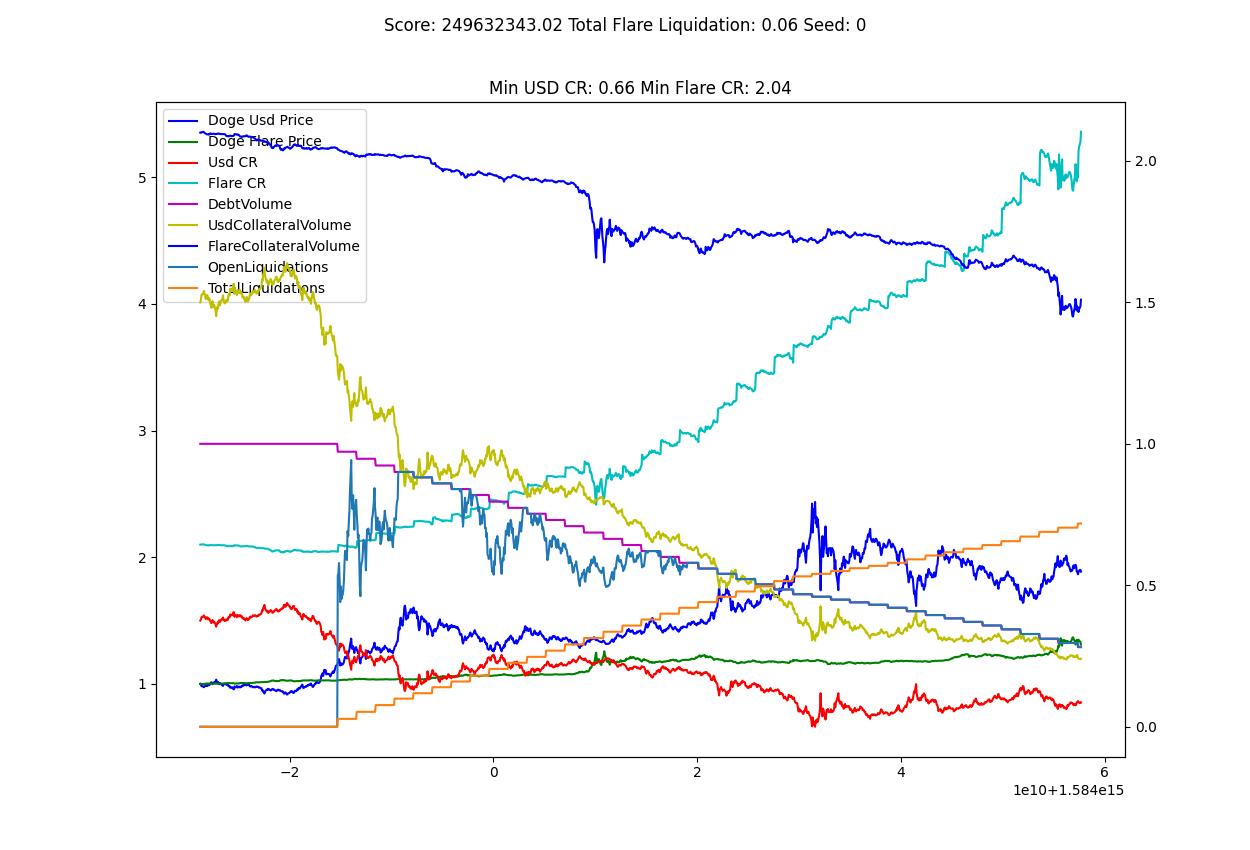 Score: 249632343.02 Total Flare Liquidation: 0.06 Seed: 0
Min USD CR: 0.66 Min Flare CR: 2.04
Doge Usd Price
Doge Flare Price
Usd CR
Flare CR
DebtVolume
UsdCollateralVolume
FlareCollateralVolume
OpenLiquidations
TotalLiquidations
5
4
3
2
1
2.0
1.5
1.0
0.5
0.0
−2 0 2 4 6
1e10+1.584e15